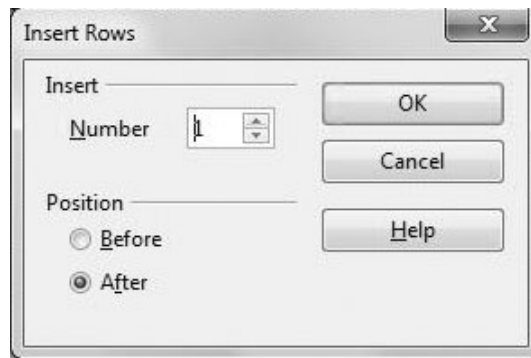 Insert Rows
X
Insert
Number 1
Position
Before
After
OK
Cancel
Help